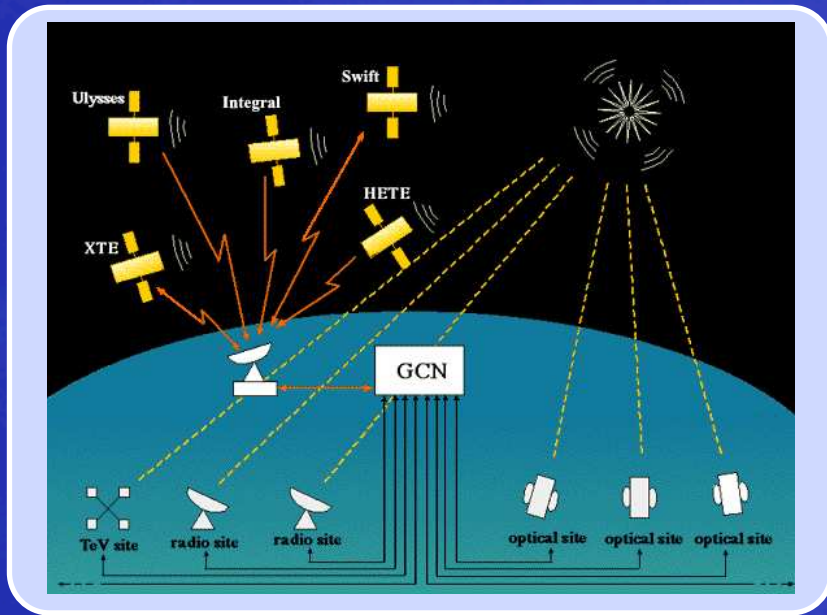 Swift
Ulysses
Integral
HETE
XTE
GCN
TeV site
radio site
radio site
optical site
optical site
optical site